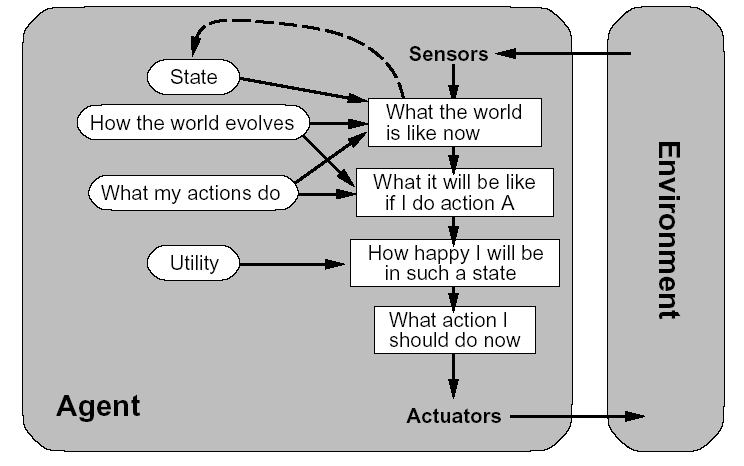 Sensors
State
What the world
is like now
How the world evolves
What my actions do
What it will be like
if I do action A
Utility
How happy I will be
in such a state
What action I
should do now
Agent
Actuators
Environment